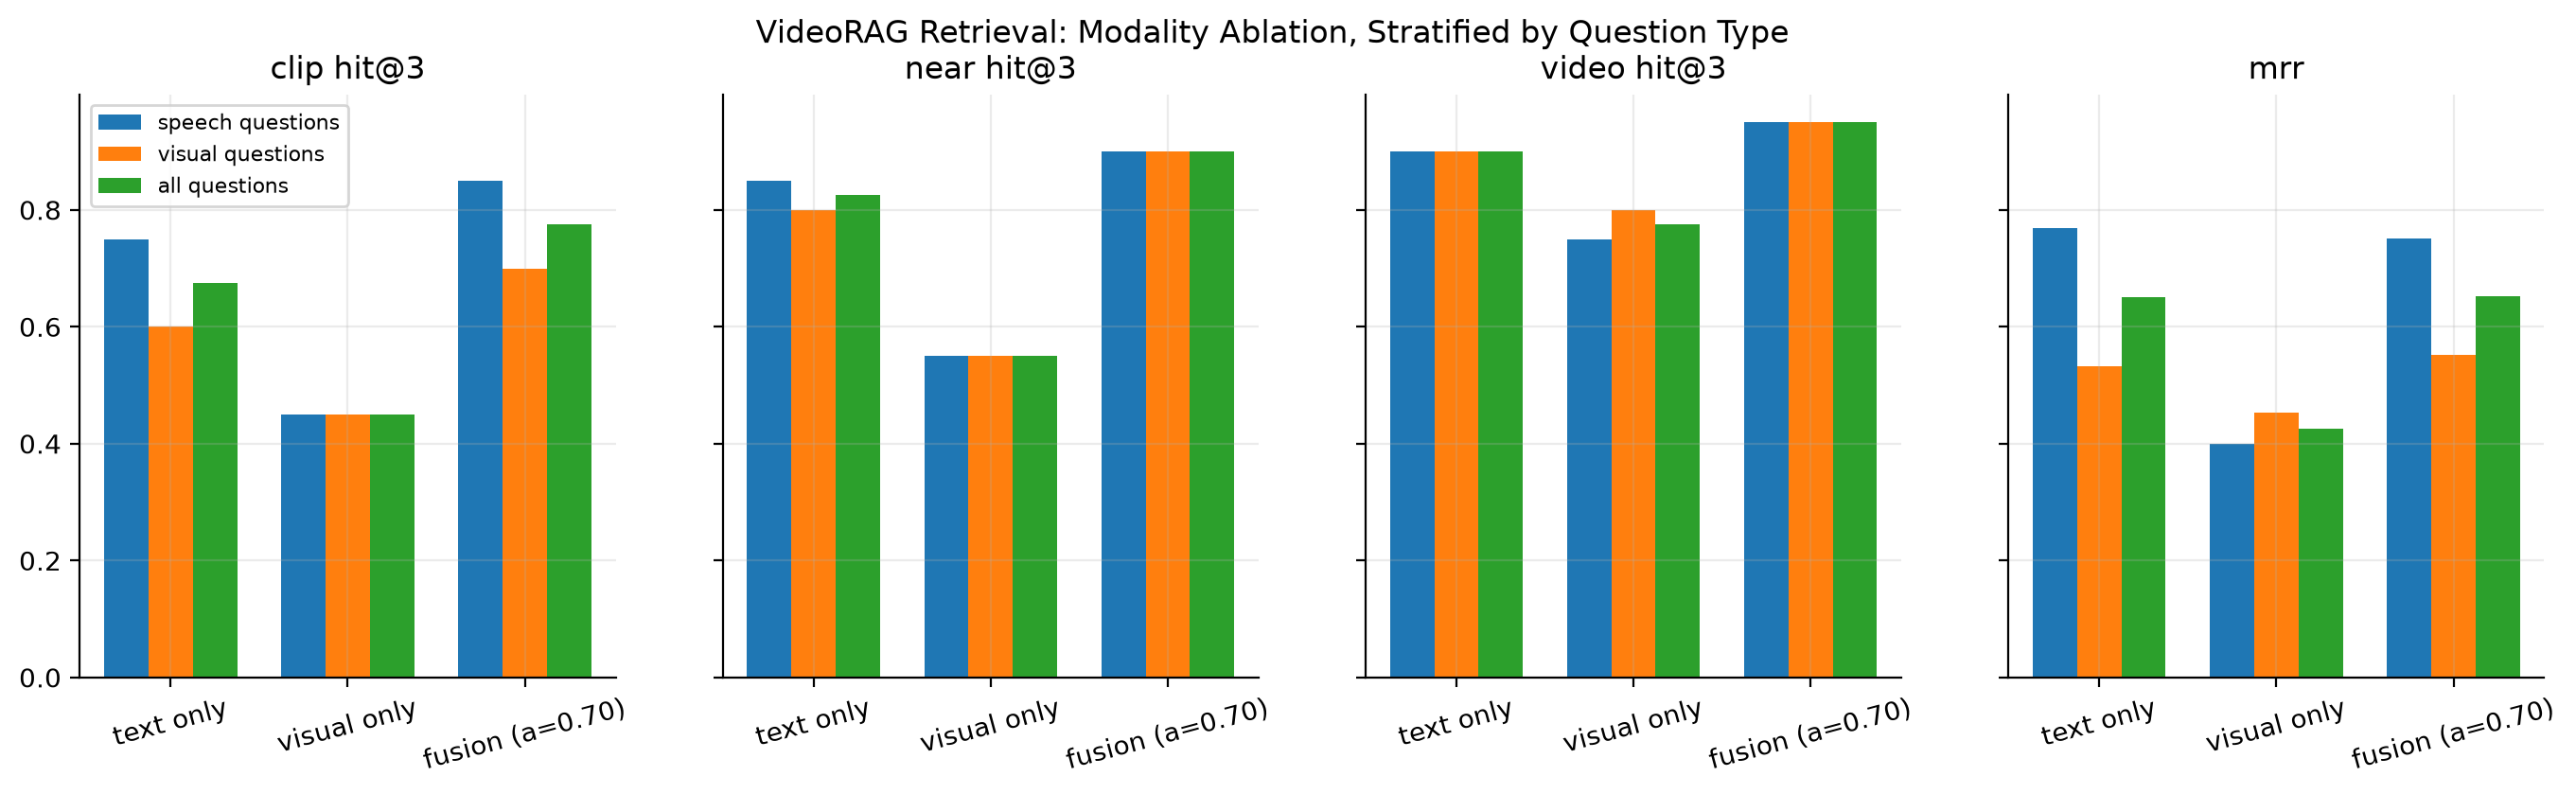 VideoRAG Retrieval: Modality Ablation, Stratified by Question Type
clip hit@3
near hit@3
video hit@3
mrr
speech questions
visual questions
all questions
0.8
0.6
0.4
0.2
0.0
text only
visual only
fusion (a=0.70)
text only
visual only
fusion (a=0.70)
text only
visual only
fusion (a=0.70)
text only
visual only
fusion (a=0.70)